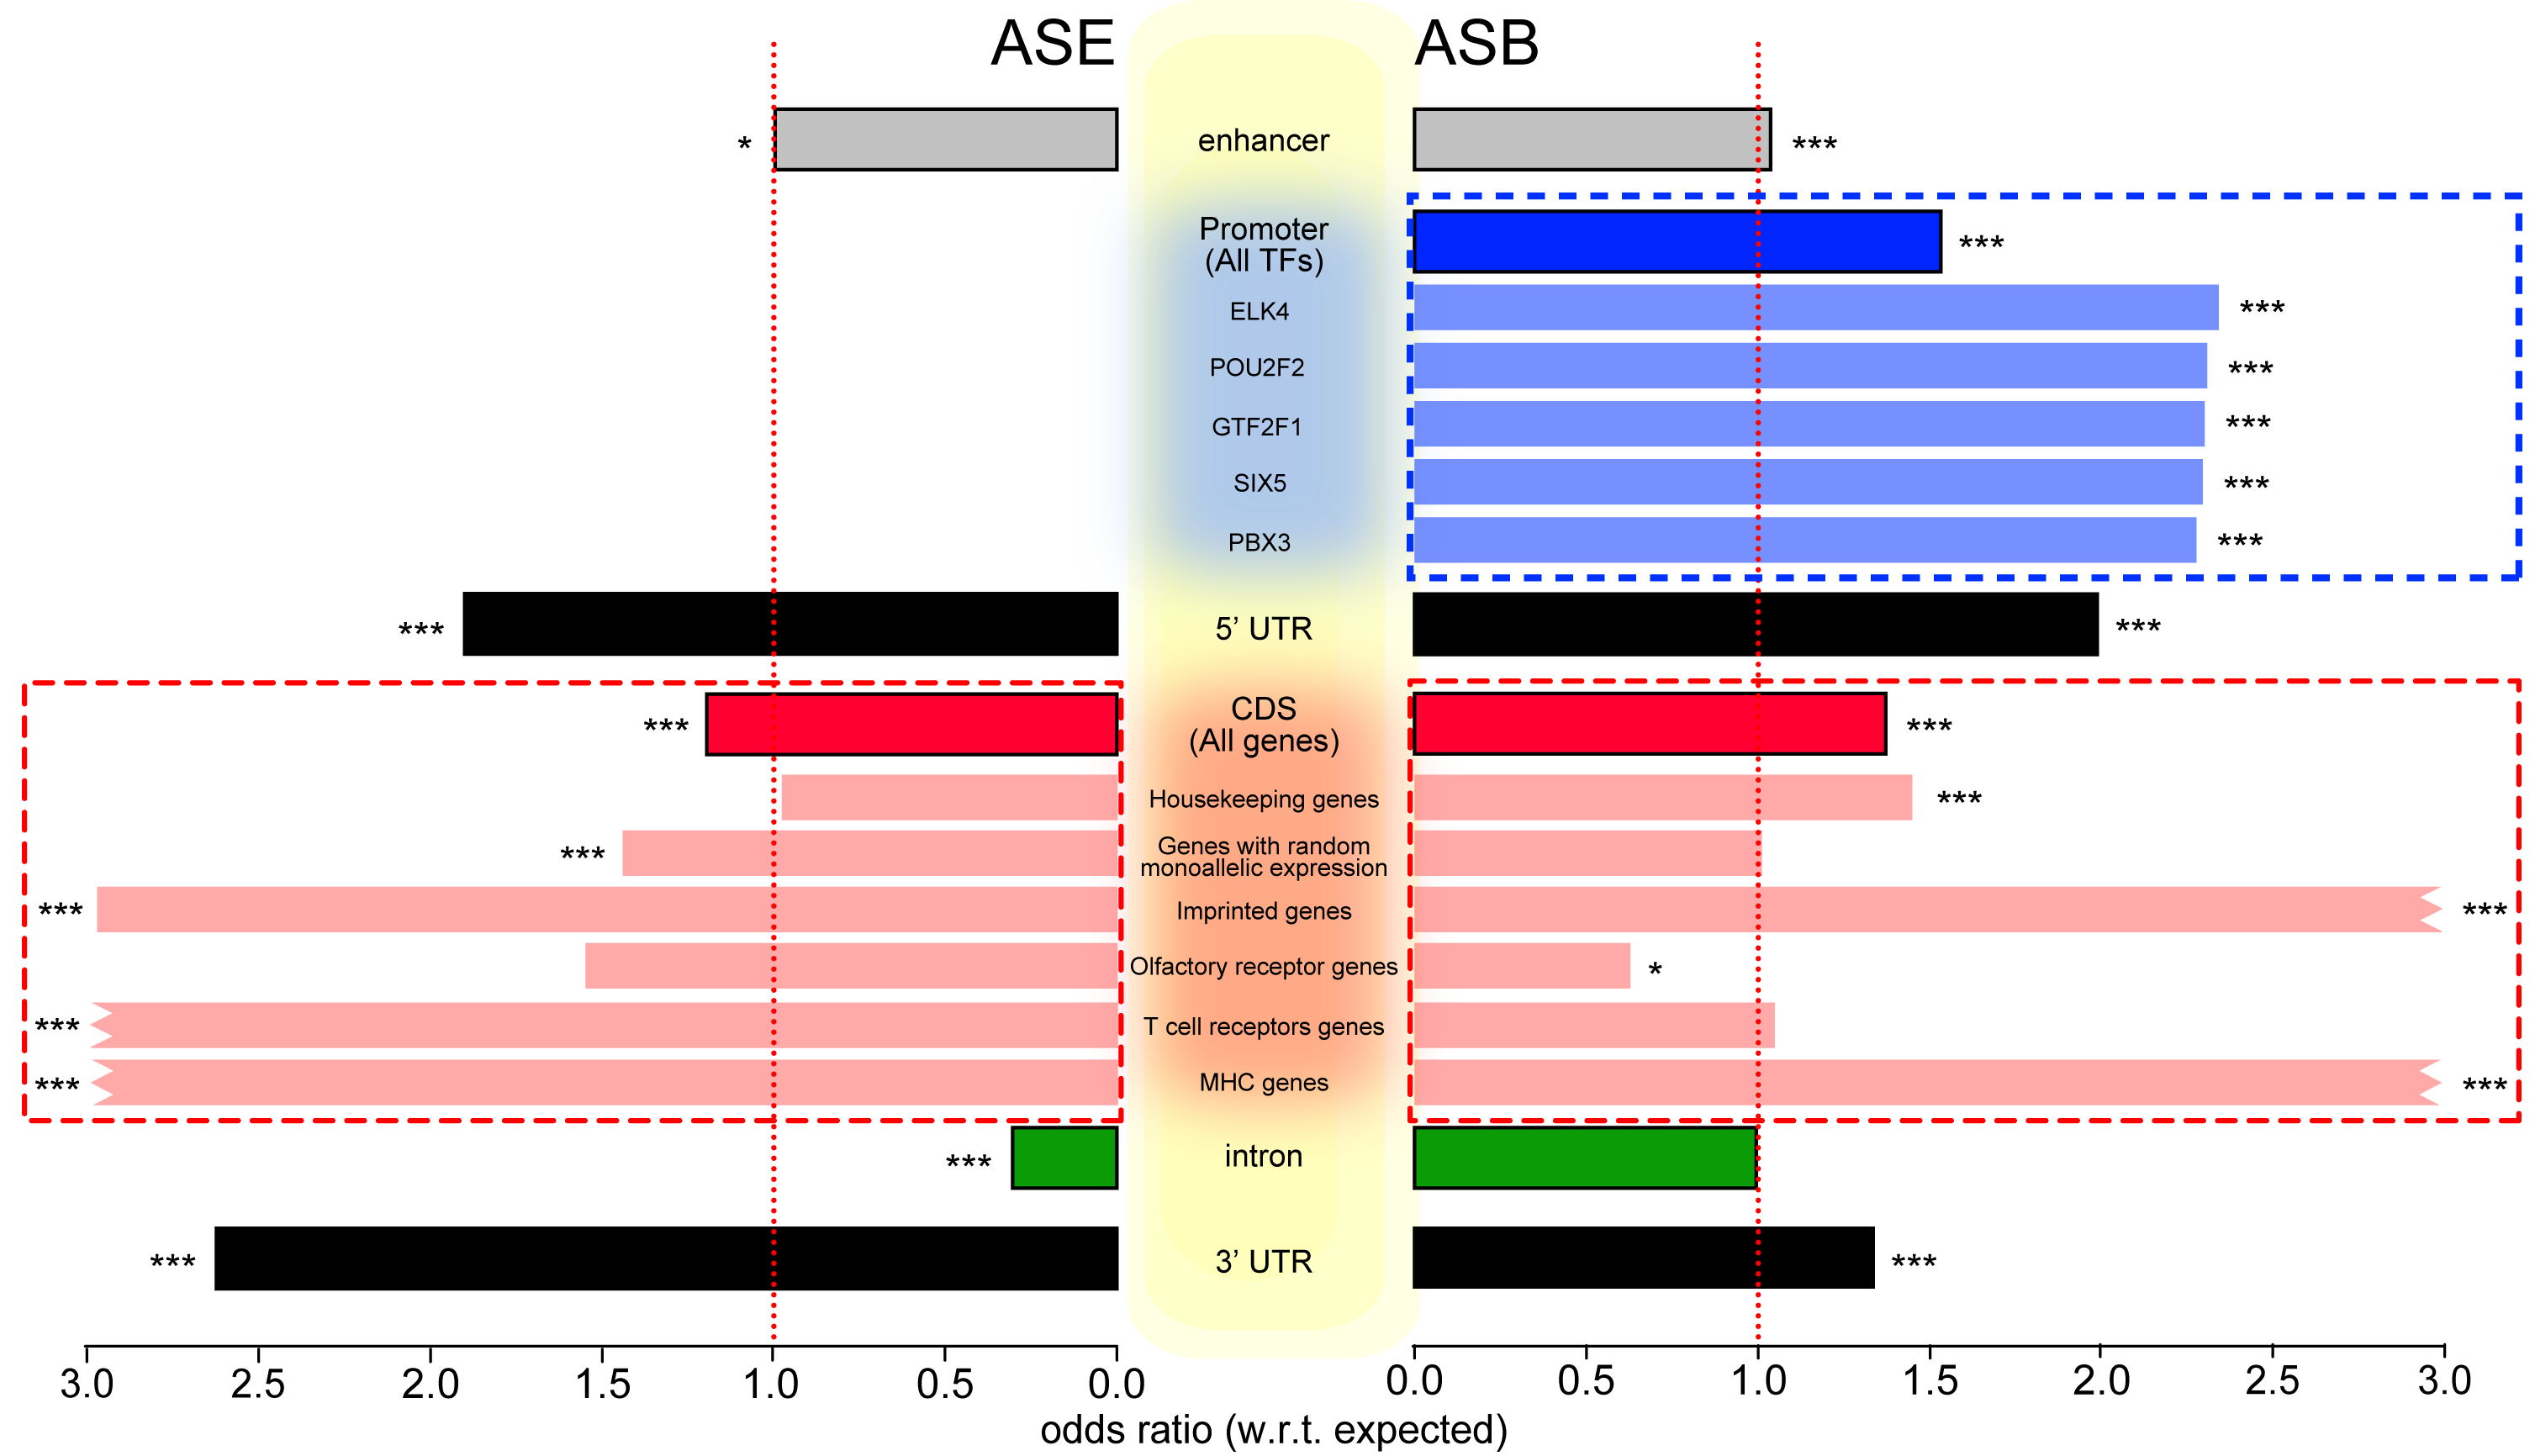 ASE ASB
* enhancer ***
Promoter
(All TFs) ***
ELK4 ***
POU2F2 ***
GTF2F1 ***
SIX5 ***
PBX3 ***
*** 5’ UTR ***
*** CDS ***
(All genes)
Housekeeping genes ***
*** Genes with random
monoallelic expression
*** Imprinted genes ***
Olfactory receptor genes *
*** T cell receptors genes
*** MHC genes ***
*** intron
*** 3’ UTR ***
3.0 2.5 2.0 1.5 1.0 0.5 0.0 0.0 0.5 1.0 1.5 2.0 2.5 3.0
odds ratio (w.r.t. expected)